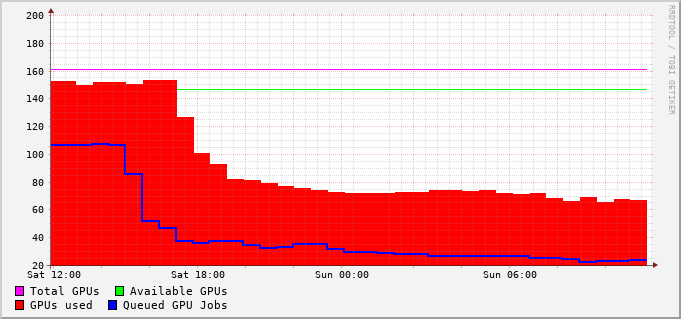 200
180
160
140
120
100
80
60
40
20
Sat 12:00 Sat 18:00 Sun 00:00 Sun 06:00
Total GPUs Available GPUs
GPUs used Queued GPU Jobs
RRDTOOL / TOBI OETIKER